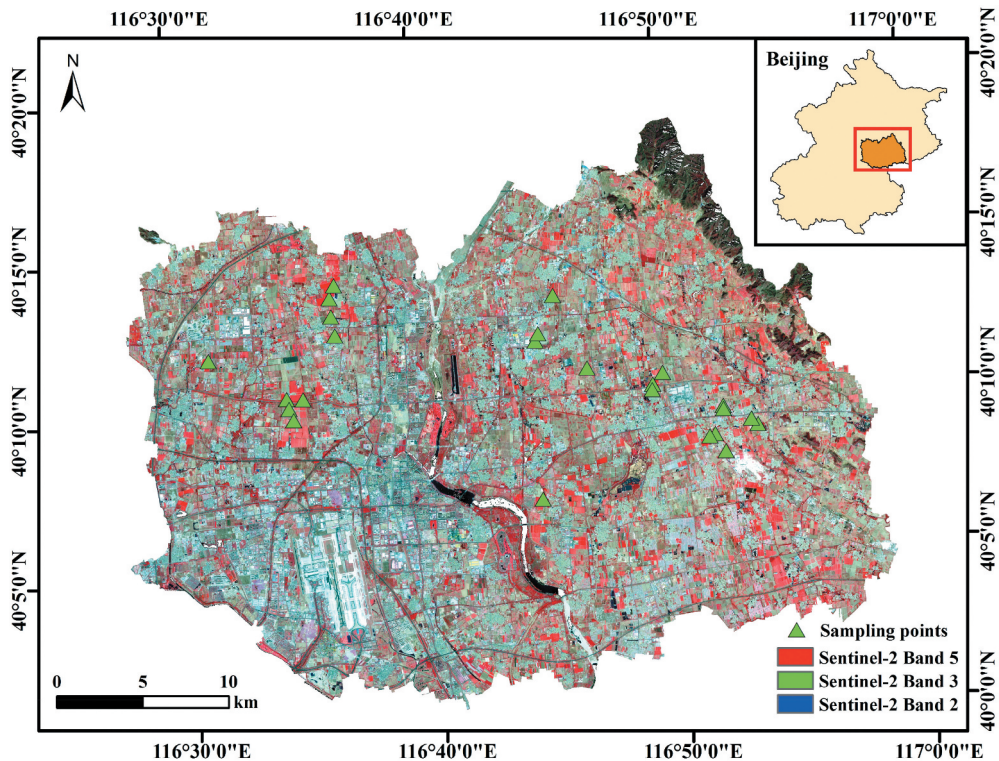 116°30'0"E 116°40'0"E 116°50'0"E 117°0'0"E
N
Beijing
40°20'0"N
40°15'0"N
40°10'0"N
40°5'0"N
40°20'0"N
40°15'0"N
40°10'0"N
40°5'0"N
40°0'0"N
Sampling points
Sentinel-2 Band 5
Sentinel-2 Band 3
Sentinel-2 Band 2
0 5 10
km
116°30'0"E 116°40'0"E 116°50'0"E 117°0'0"E